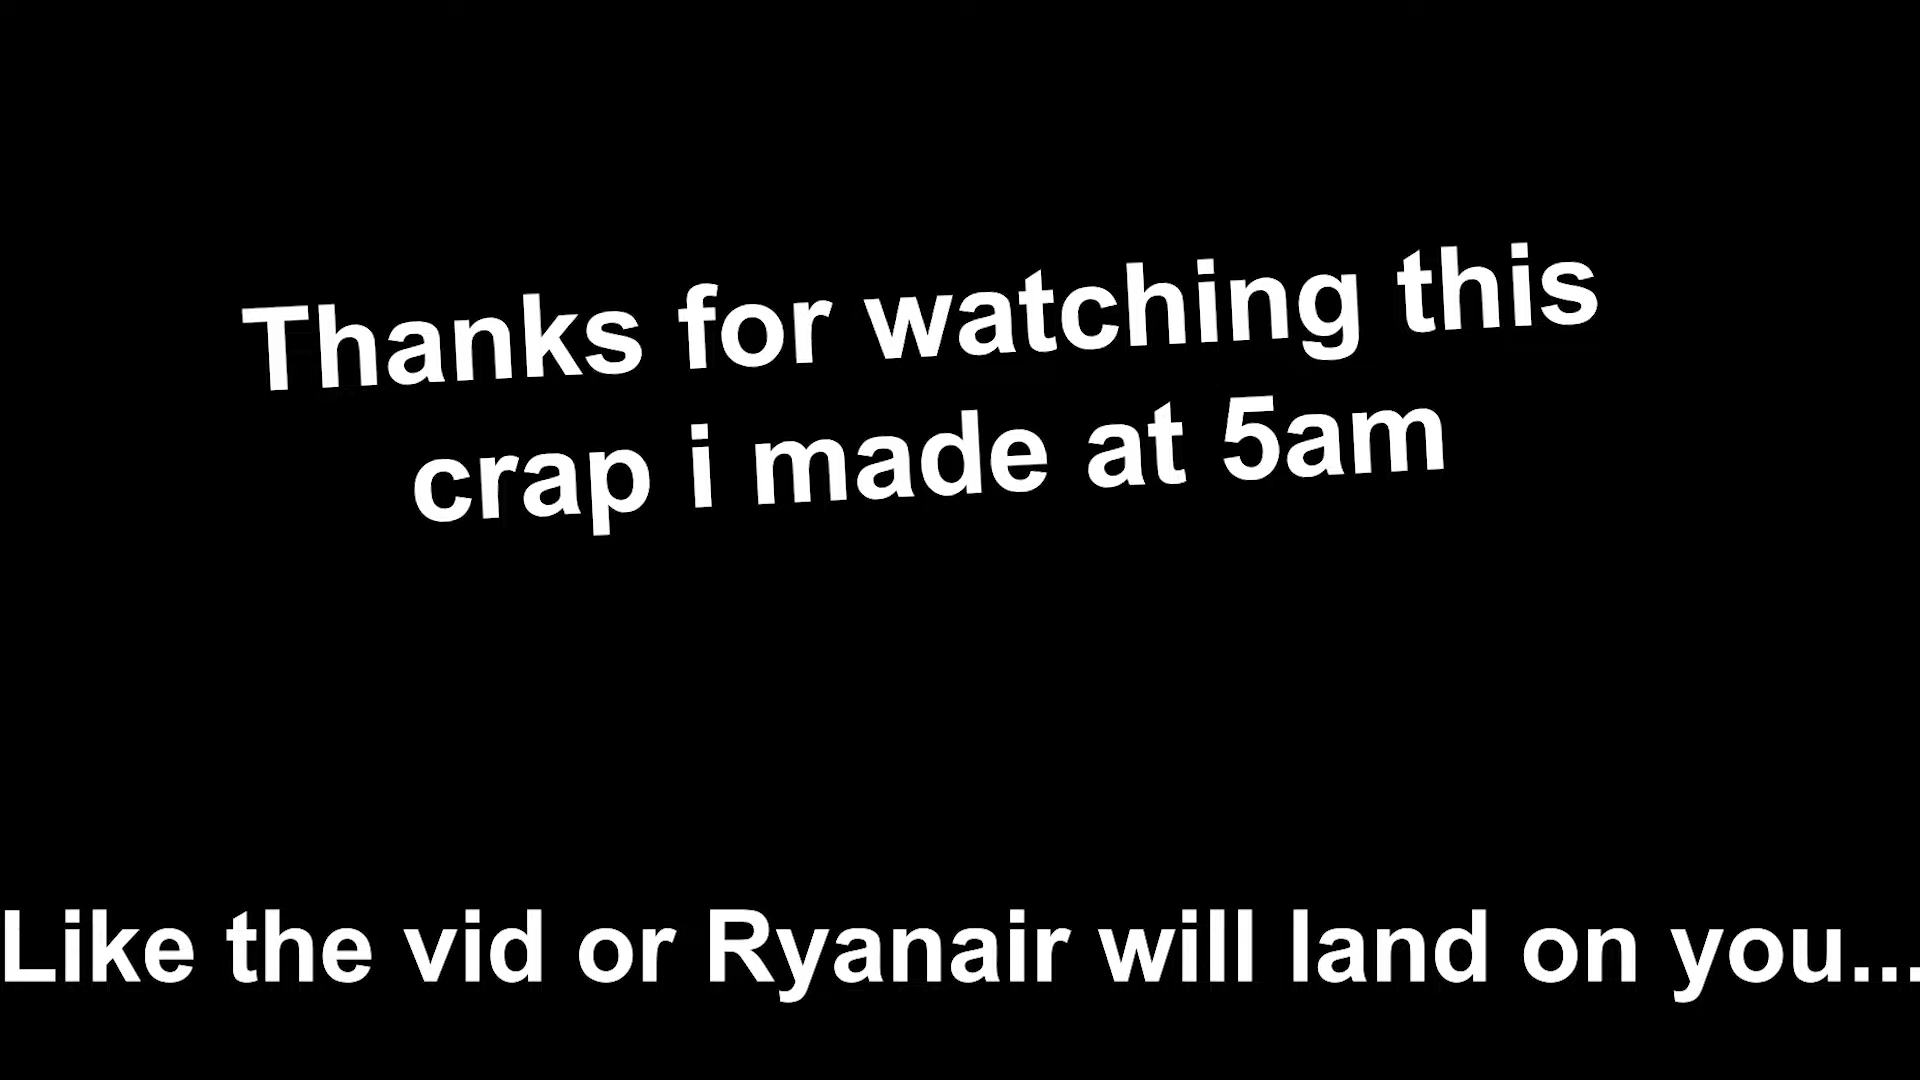 Thanks for watching this
crap i made at 5am
Like the vid or Ryanair will land on you...